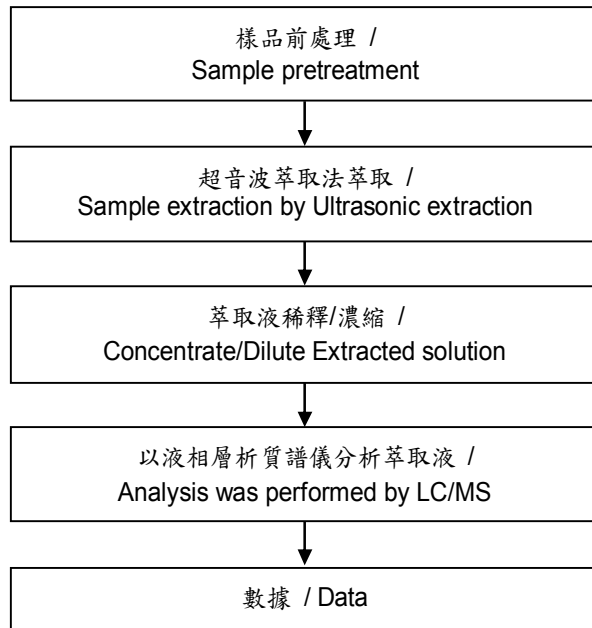 樣品前處理 /
Sample pretreatment
超音波萃取法萃取 /
Sample extraction by Ultrasonic extraction
萃取液稀釋/濃縮 /
Concentrate/Dilute Extracted solution
以液相層析質譜儀分析萃取液 /
Analysis was performed by LC/MS
數據 / Data